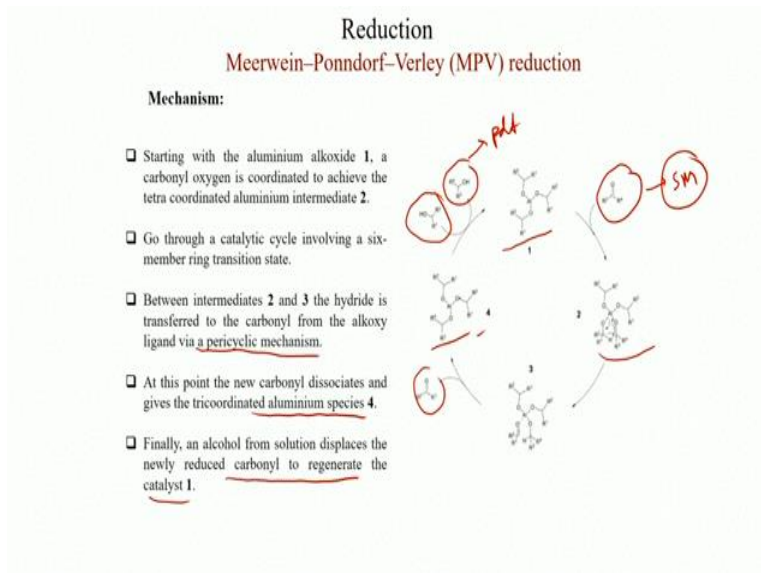 Reduction
Meerwein–Ponndorf–Verley (MPV) reduction
Mechanism:
❑ Starting with the aluminium alkoxide 1, a
carbonyl oxygen is coordinated to achieve the
tetra coordinated aluminium intermediate 2.
❑ Go through a catalytic cycle involving a six-
member ring transition state.
❑ Between intermediates 2 and 3 the hydride is
transferred to the carbonyl from the alkoxy
ligand via a pericyclic mechanism.
❑ At this point the new carbonyl dissociates and
gives the tricoordinated aluminium species 4.
❑ Finally, an alcohol from solution displaces the
newly reduced carbonyl to regenerate the
catalyst 1.
pdt
SM
1
2
3
4